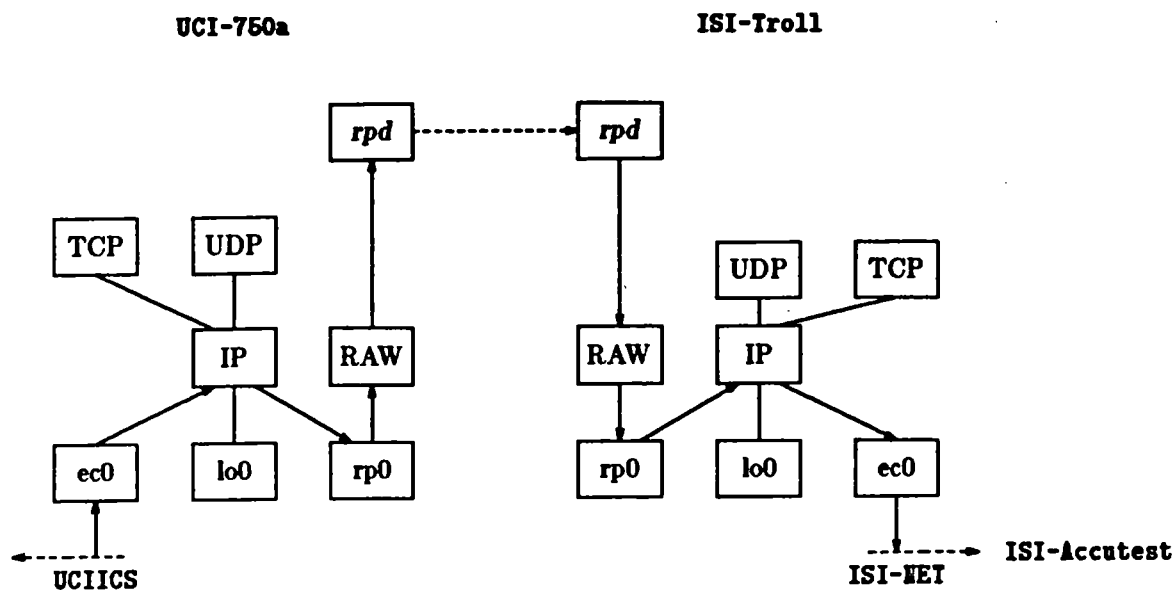 UCI-750a
ISI-Troll
rpd
rpd
TCP
UDP
UDP
TCP
IP
RAW
RAW
IP
ec0
lo0
rp0
rp0
lo0
ec0
UCIICS
ISI-NET
ISI-Accutest